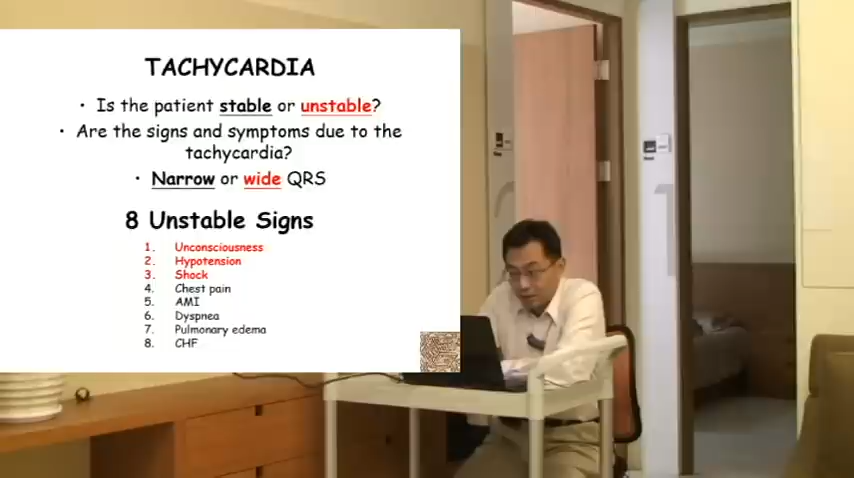 TACHYCARDIA
• Is the patient stable or unstable?
• Are the signs and symptoms due to the
tachycardia?
• Narrow or wide QRS
8 Unstable Signs
1. Unconsciousness
2. Hypotension
3. Shock
4. Chest pain
5. AMI
6. Dyspnea
7. Pulmonary edema
8. CHF